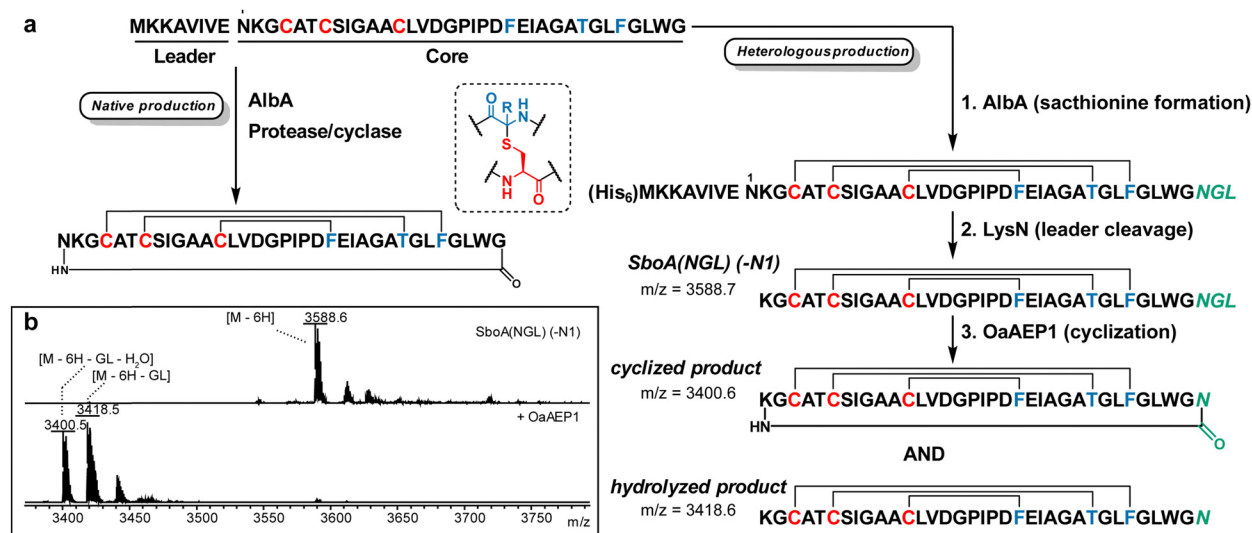 a
MKKAVIVE NKGCATCSIGAACLVDGPIPDFEIAGATGLFGLWG
Leader
Core
Native production
AlbA
Protease/cyclase
O
R
H
N
S
NH
O
NKGCATCSIGAACLVDGPIPDFEIAGATGLFGLWG
HN
O
Heterologous production
1. AlbA (sacthionine formation)
1
(His6)MKKAVIVE NKGCATCSIGAACLVDGPIPDFEIAGATGLFGLWGNGL
2. LysN (leader cleavage)
SboA(NGL) (-N1)
m/z = 3588.7
KGCATCSIGAACLVDGPIPDFEIAGATGLFGLWGNGL
3. OaAEP1 (cyclization)
cyclized product
m/z = 3400.6
KGCATCSIGAACLVDGPIPDFEIAGATGLFGLWGN
HN
O
AND
hydrolyzed product
m/z = 3418.6
KGCATCSIGAACLVDGPIPDFEIAGATGLFGLWGN
b
[M - 6H]
3588.6
SboA(NGL) (-N1)
[M - 6H - GL - H2O]
[M - 6H - GL]
3418.5
3400.5
+ OaAEP1
3400 3450 3500 3550 3600 3650 3700 3750 m/z